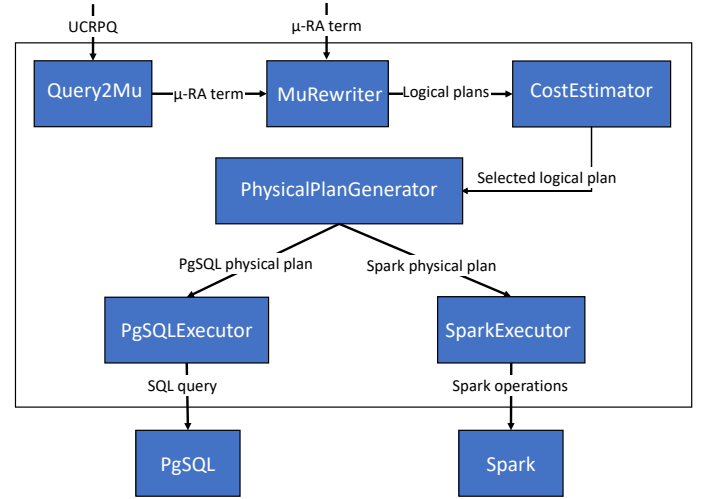 UCRPQ
μ-RA term
Query2Mu
μ-RA term
MuRewriter
Logical plans
CostEstimator
Selected logical plan
PhysicalPlanGenerator
PgSQL physical plan
Spark physical plan
PgSQLExecutor
SparkExecutor
SQL query
Spark operations
PgSQL
Spark